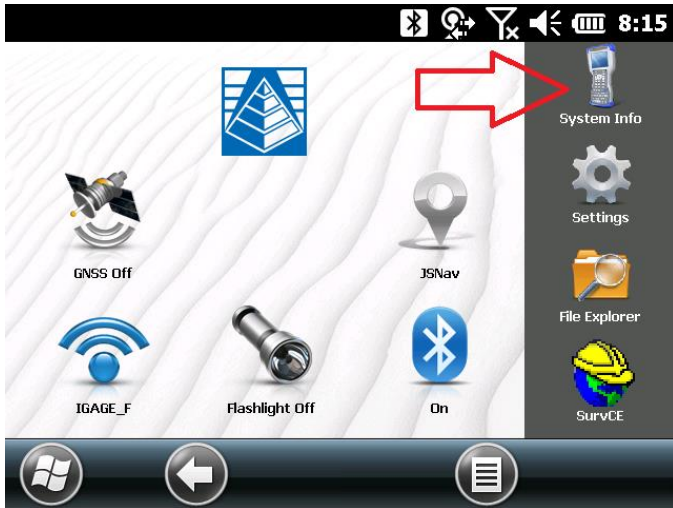 8:15
System Info
Settings
GNSS Off
JSNav
File Explorer
IGAGE_F
Flashlight Off
On
SurvCE